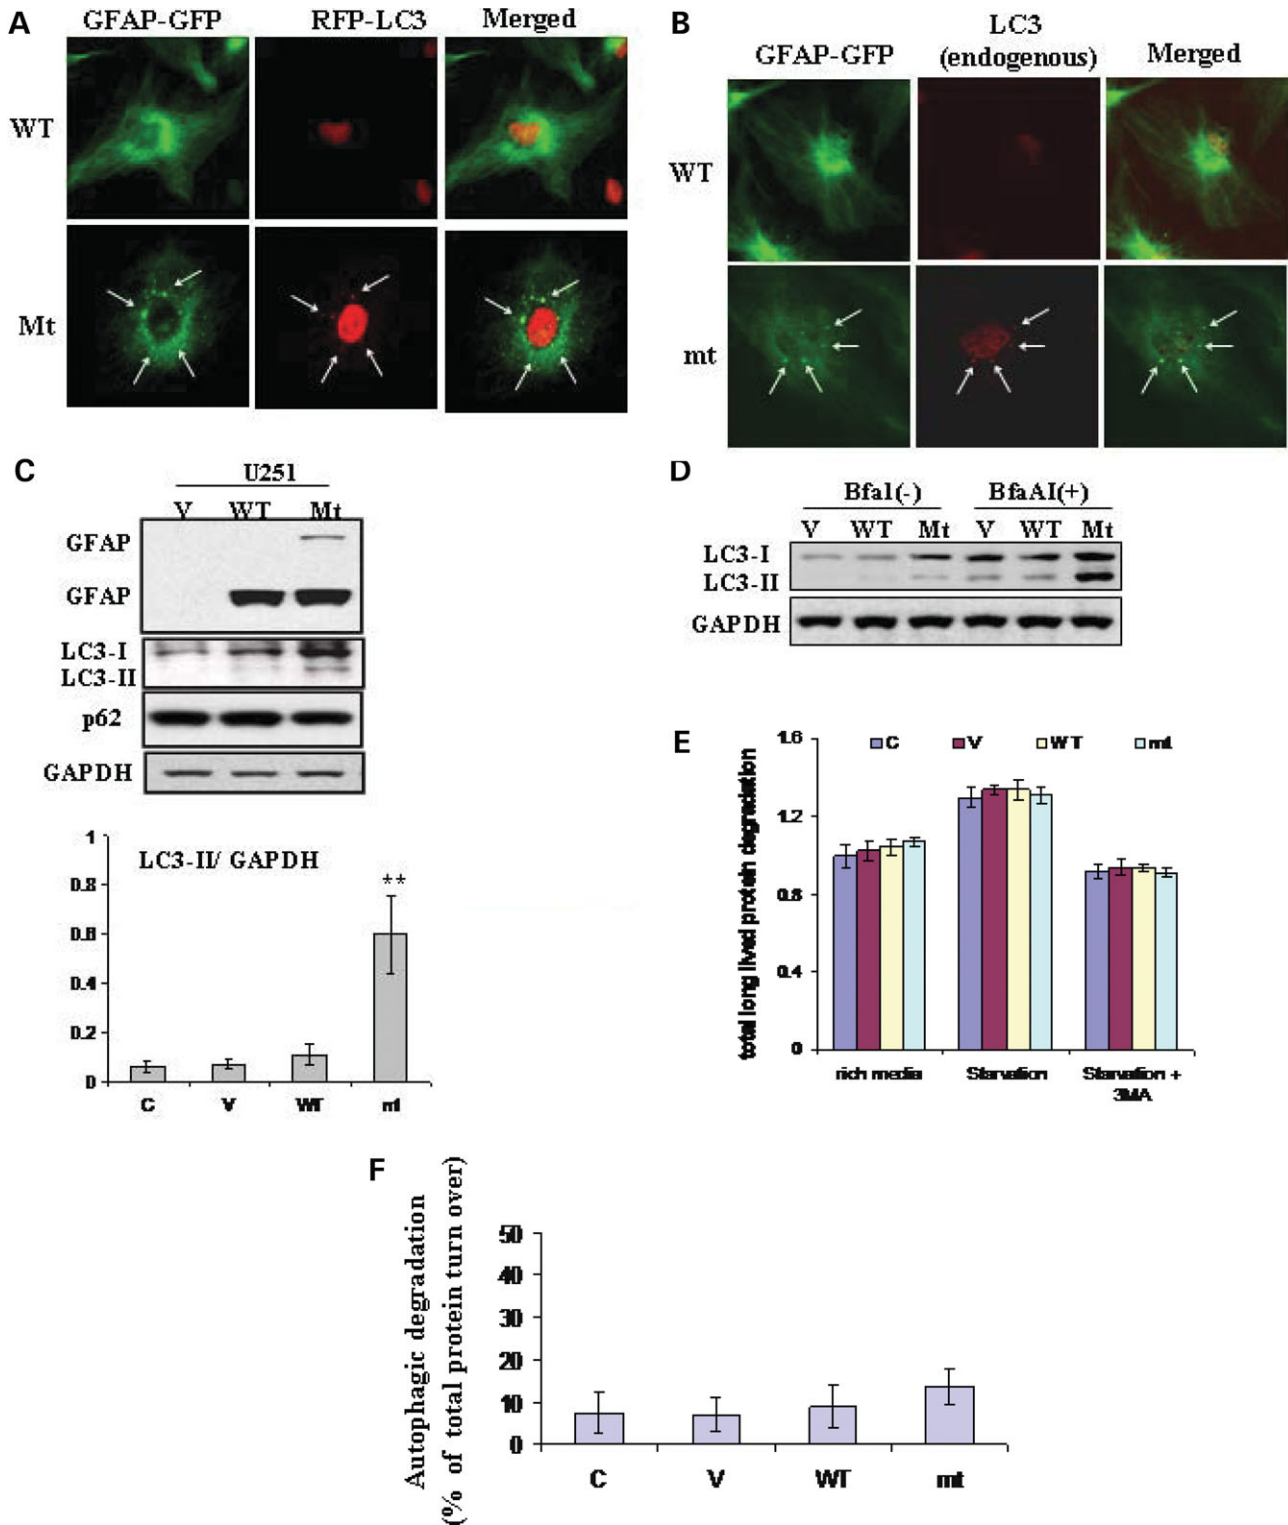 A
GFAP-GFP RFP-LC3 Merged
WT
Mt
B
LC3
GFAP-GFP (endogenous) Merged
WT
mt
C
U251
V WT Mt
GFAP
GFAP
LC3-I
LC3-II
p62
GAPDH
1
LC3-II/ GAPDH
0.8
**
0.6
0.4
0.2
0
C V WT mt
D
Bfa1(-) BfaAI(+)
V WT Mt V WT Mt
LC3-I
LC3-II
GAPDH
E
total long lived protein degradation
1.6
C V WT mt
1.2
0.8
0.4
0
rich media Starvation Starvation +
3MA
F
Autophagic degradation
(% of total protein turn over)
50
40
30
20
10
0
C V WT mt